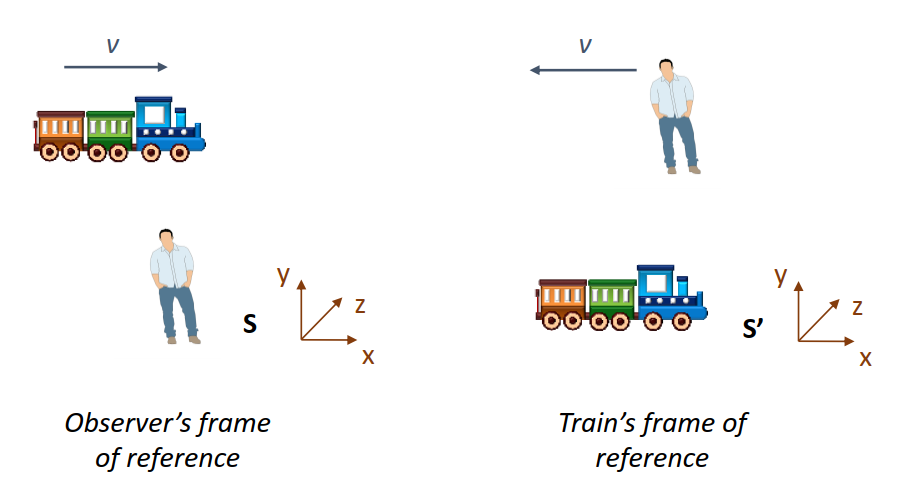 v
v
y
z
S
x
y
z
S’
x
Observer’s frame
of reference
Train’s frame of
reference